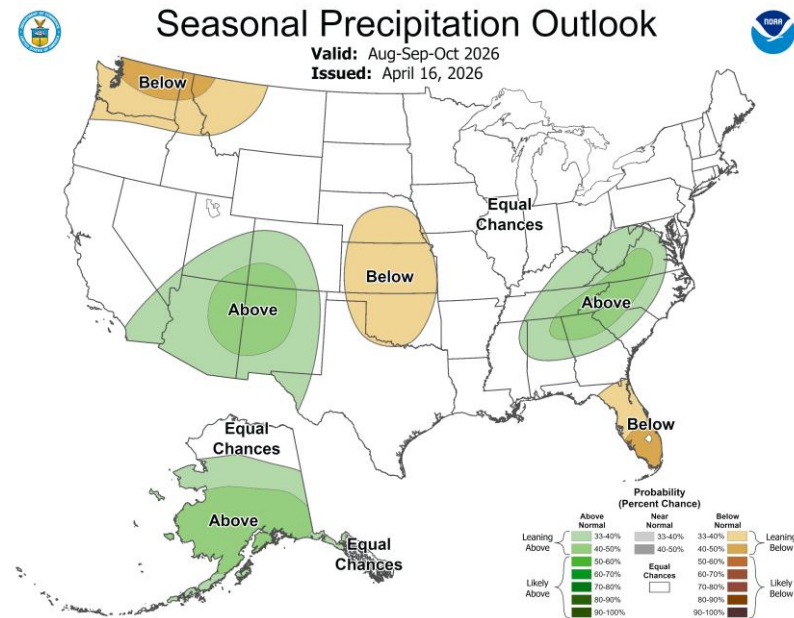 Seasonal Precipitation Outlook
Valid: Aug-Sep-Oct 2026
Issued: April 16, 2026
NOAA
Below
Equal
Chances
Above
Below
Above
Below
Equal
Chances
Above
Equal
Chances
Probability
(Percent Chance)
Above
Normal
Near
Normal
Below
Normal
Leaning
Above
33-40%
33-40%
33-40%
Leaning
Below
40-50%
40-50%
40-50%
Likely
Above
50-60%
Equal
Chances
50-60%
Likely
Below
60-70%
60-70%
70-80%
70-80%
80-90%
80-90%
90-100%
90-100%